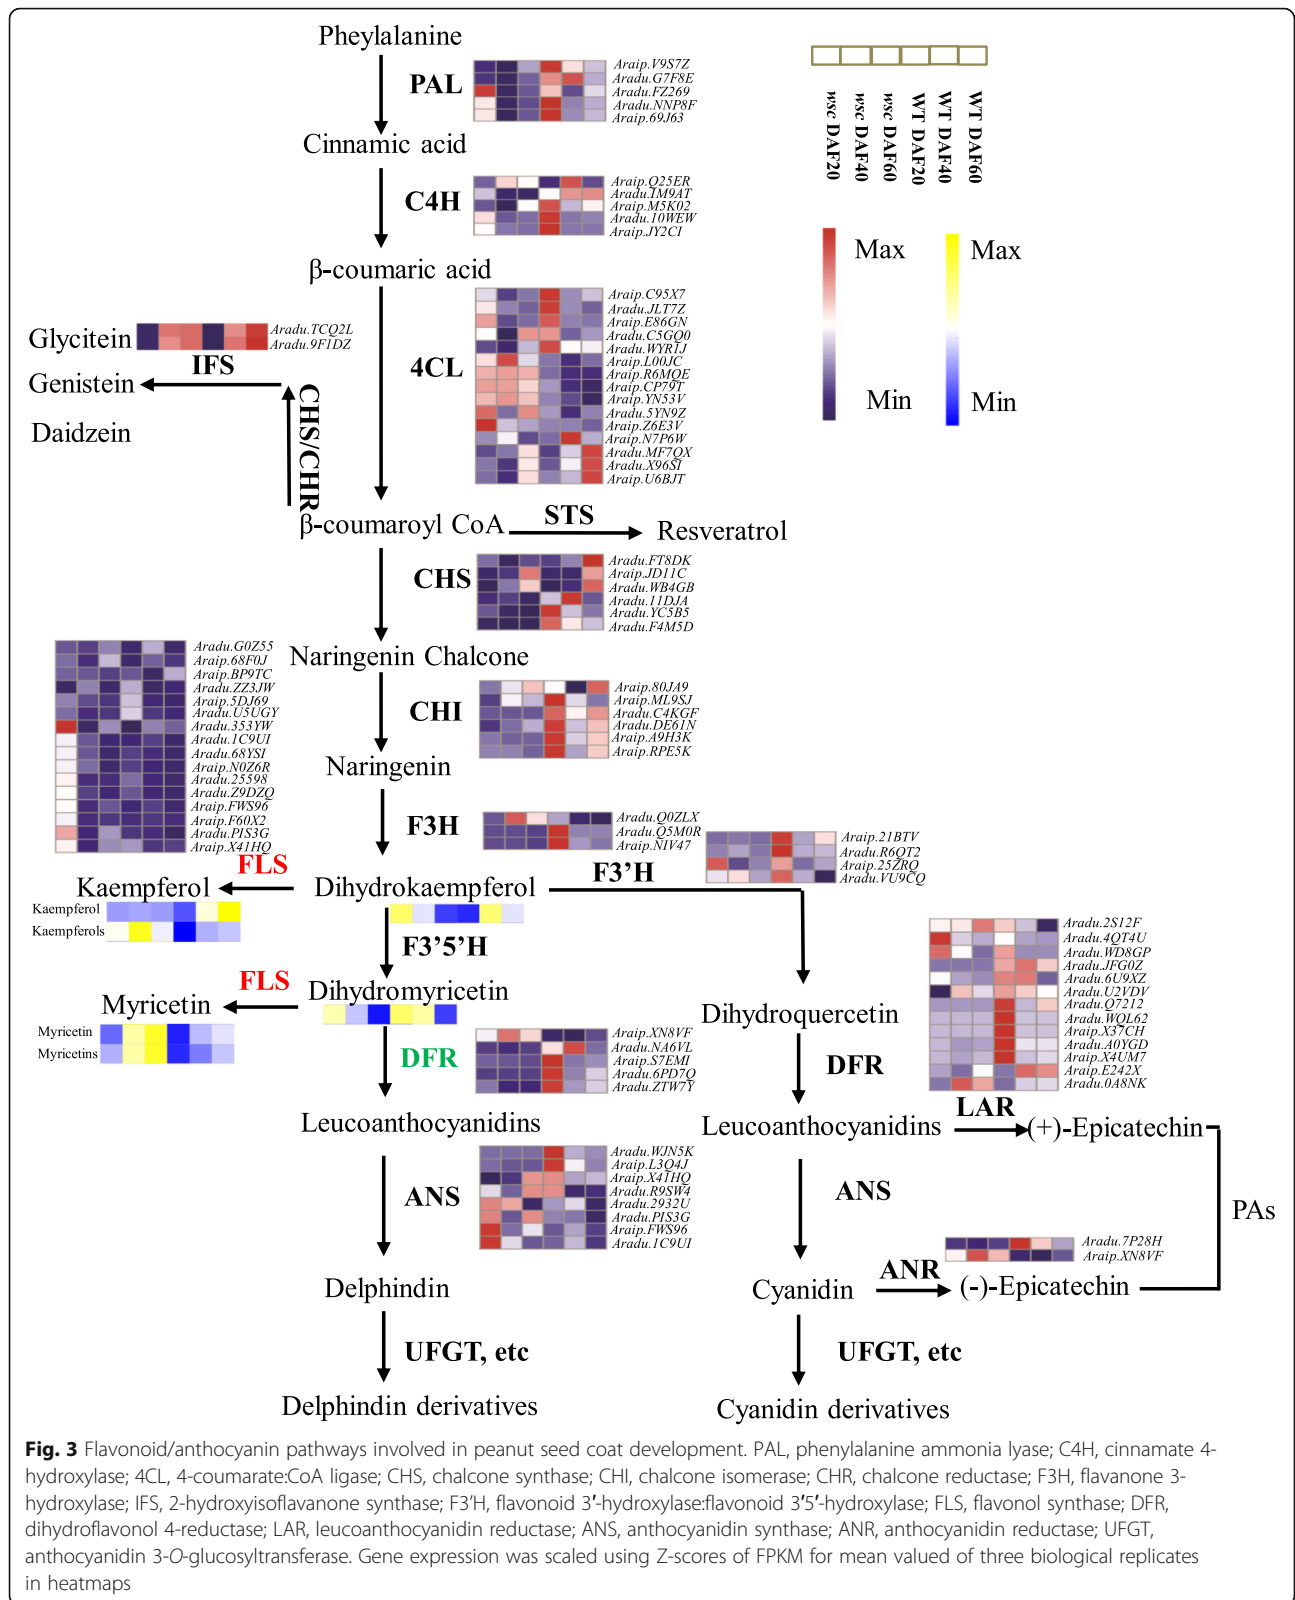 Pheylalanine
PAL
Araip.V9S7Z
Aradu.G7F8E
Aradu.FZ269
Aradu.NNP8F
Araip.69J63
wsc DAF20
wsc DAF40
wsc DAF60
WT DAF20
WT DAF40
WT DAF60
Cinnamic acid
C4H
Araip.Q25ER
Aradu.IM9AT
Araip.M5K02
Aradu.10WEW
Araip.JY2CI
Max
Min
Max
Min
β-coumaric acid
4CL
Araip.C95X7
Aradu.JLT7Z
Araip.E86GN
Aradu.C5GQ0
Aradu.WYRTJ
Araip.L00JC
Araip.R6MQE
Araip.CP79T
Araip.YN53V
Aradu.5YN9Z
Araip.Z6E3V
Araip.N7P6W
Aradu.MF7QX
Aradu.X96SI
Araip.U6BJT
Glycitein
Aradu.TCQ2L
Aradu.9F1DZ
IFS
Genistein
Daidzein
CHS/CHR
β-coumaroyl CoA
STS
Resveratrol
CHS
Aradu.FT8DK
Araip.JD11C
Aradu.WB4GB
Aradu.11DJA
Aradu.YC5B5
Aradu.F4M5D
Naringenin Chalcone
Aradu.G0Z55
Araip.68F0J
Araip.BP9TC
Aradu.ZZ3JW
Araip.5DJ69
Aradu.U5UGY
Aradu.353YW
Aradu.1C9UI
Aradu.68YSI
Araip.N0Z6R
Aradu.25598
Aradu.Z9DZQ
Araip.FWS96
Araip.F60X2
Aradu.PIS3G
Araip.X41HQ
CHI
Araip.80JA9
Araip.ML9SJ
Aradu.C4KGF
Aradu.DE61N
Araip.A9H3K
Araip.RPE5K
Naringenin
F3H
Aradu.Q0ZLX
Aradu.Q5M0R
Araip.NIV47
Araip.21BTV
Aradu.R6QT2
Araip.25ZRQ
Aradu.VU9CQ
FLS
Kaempferol
Dihydrokaempferol
F3’H
Kaempferol
Kaempferols
F3’5’H
FLS
Myricetin
Dihydromyricetin
Myricetin
Myricetins
Aradu.2S12F
Aradu.4QT4U
Aradu.WD8GP
Aradu.JFG0Z
Aradu.6U9XZ
Aradu.U2VDV
Aradu.Q7212
Aradu.WQL62
Araip.X37CH
Aradu.A0YGD
Araip.X4UM7
Araip.E242X
Aradu.0A8NK
Dihydroquercetin
DFR
Araip.XN8VF
Aradu.NA6VL
Araip.S7EMI
Aradu.6PD7Q
Aradu.ZTW7Y
DFR
Leucoanthocyanidins
Leucoanthocyanidins
LAR
(+)-Epicatechin
ANS
Aradu.WJN5K
Araip.L3Q4J
Araip.X41HQ
Aradu.R9SW4
Aradu.2932U
Aradu.PIS3G
Araip.FWS96
Aradu.1C9UI
ANS
PAs
Aradu.7P28H
Araip.XN8VF
Delphindin
Cyanidin
ANR
(-)-Epicatechin
UFGT, etc
UFGT, etc
Delphindin derivatives
Cyanidin derivatives
Fig. 3 Flavonoid/anthocyanin pathways involved in peanut seed coat development. PAL, phenylalanine ammonia lyase; C4H, cinnamate 4-
hydroxylase; 4CL, 4-coumarate:CoA ligase; CHS, chalcone synthase; CHI, chalcone isomerase; CHR, chalcone reductase; F3H, flavanone 3-
hydroxylase; IFS, 2-hydroxyisoflavanone synthase; F3’H, flavonoid 3′-hydroxylase:flavonoid 3′5′-hydroxylase; FLS, flavonol synthase; DFR,
dihydroflavonol 4-reductase; LAR, leucoanthocyanidin reductase; ANS, anthocyanidin synthase; ANR, anthocyanidin reductase; UFGT,
anthocyanidin 3-O-glucosyltransferase. Gene expression was scaled using Z-scores of FPKM for mean valued of three biological replicates
in heatmaps